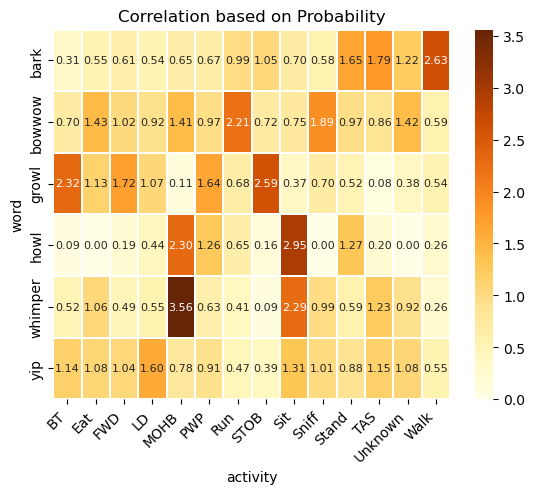 Correlation based on Probability
word
bark 0.31 0.55 0.61 0.54 0.65 0.67 0.99 1.05 0.70 0.58 1.65 1.79 1.22 2.63
bowwow 0.70 1.43 1.02 0.92 1.41 0.97 2.21 0.72 0.75 1.89 0.97 0.86 1.42 0.59
growl 2.32 1.13 1.72 1.07 0.11 1.64 0.68 2.59 0.37 0.70 0.52 0.08 0.38 0.54
howl 0.09 0.00 0.19 0.44 2.30 1.26 0.65 0.16 2.95 0.00 1.27 0.20 0.00 0.26
whimper 0.52 1.06 0.49 0.55 3.56 0.63 0.41 0.09 2.29 0.99 0.59 1.23 0.92 0.26
yip 1.14 1.08 1.04 1.60 0.78 0.91 0.47 0.39 1.31 1.01 0.88 1.15 1.08 0.55
BT Eat FWD LD MOHB PWP Run STOB Sit Sniff Stand TAS Unknown Walk
activity
3.5
3.0
2.5
2.0
1.5
1.0
0.5
0.0